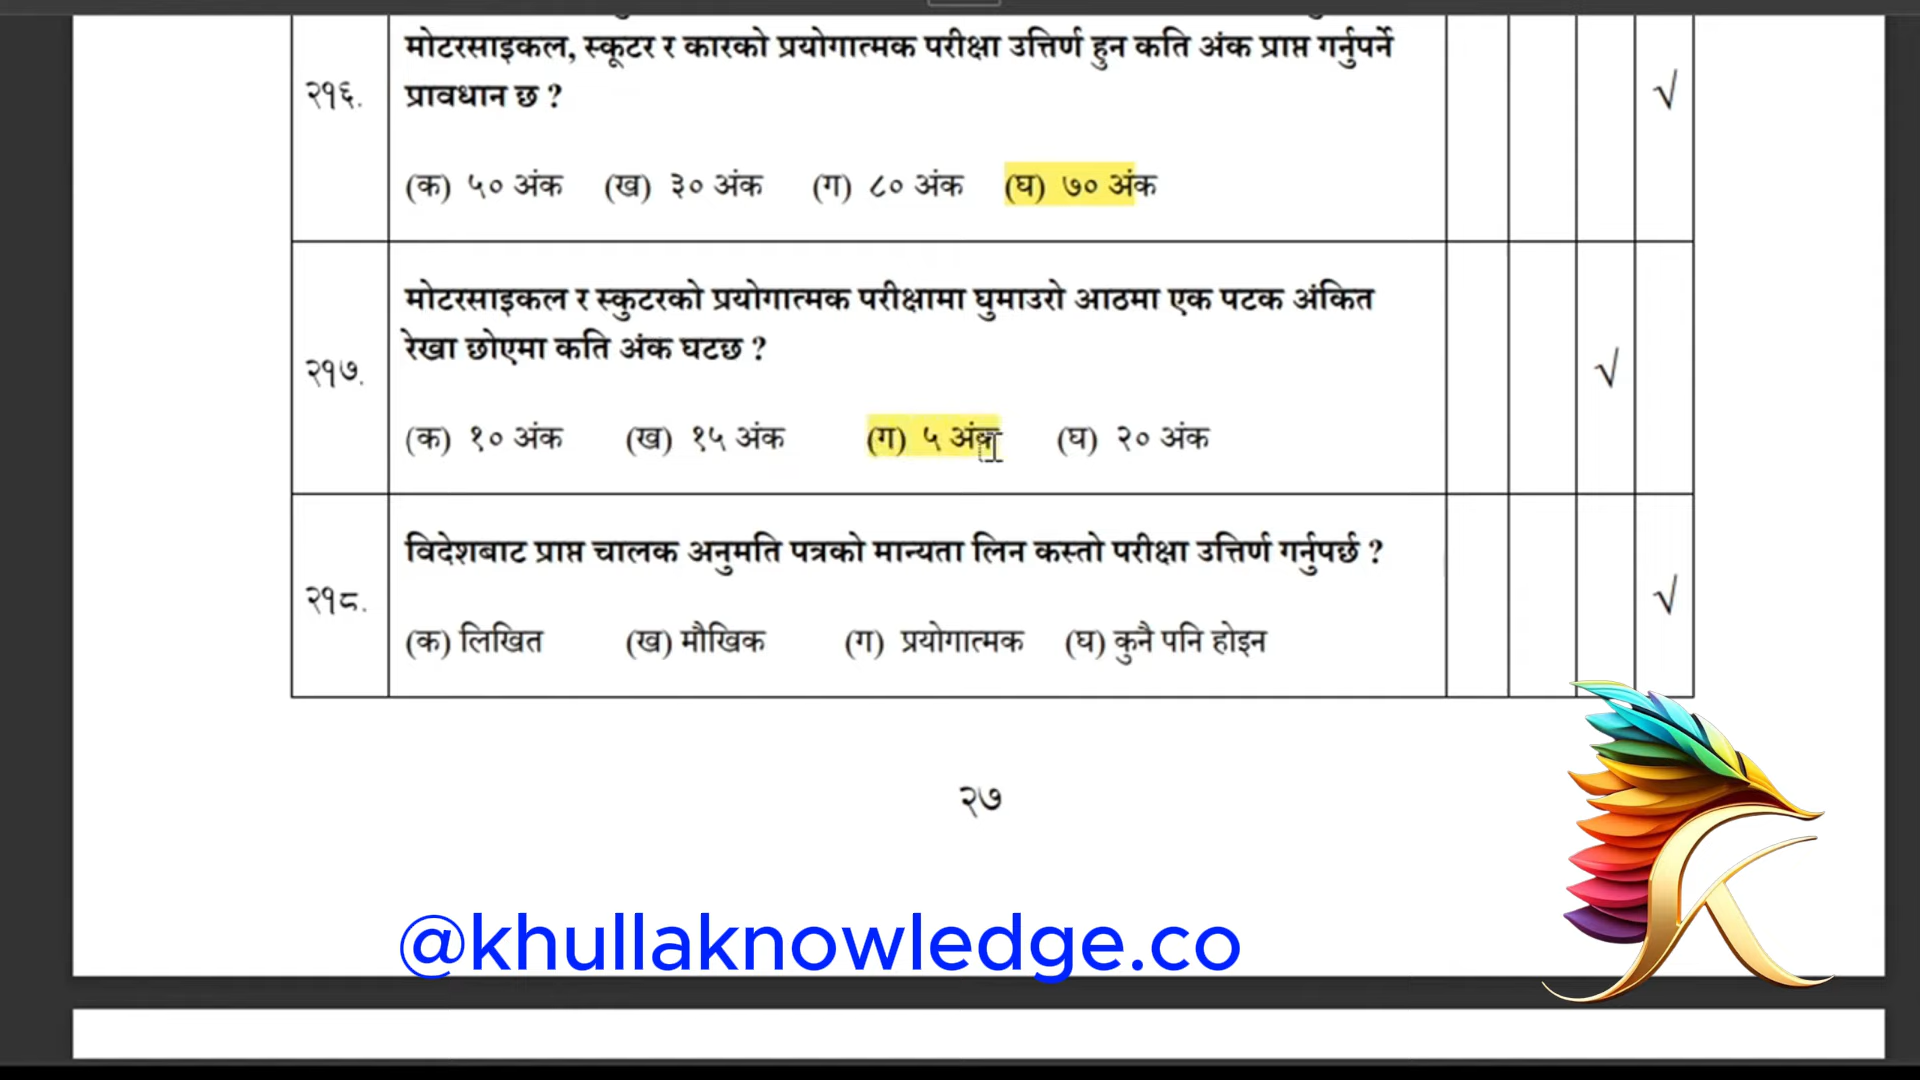 मोटरसाइकल, स्कूटर र कारको प्रयोगात्मक परीक्षा उत्तिर्ण हुन कति अंक प्राप्त गर्नुपर्ने
२१६. प्रावधान छ ? √
(क) ५० अंक (ख) ३० अंक (ग) ८० अंक (घ) ७० अंक
मोटरसाइकल र स्कुटरको प्रयोगात्मक परीक्षामा घुमाउरो आठमा एक पटक अंकित
रेखा छोएमा कति अंक घटछ ?
२१७. √
(क) १० अंक (ख) १५ अंक (ग) ५ अंक (घ) २० अंक
विदेशबाट प्राप्त चालक अनुमति पत्रको मान्यता लिन कस्तो परीक्षा उत्तिर्ण गर्नुपर्छ ?
२१८. √
(क) लिखित (ख) मौखिक (ग) प्रयोगात्मक (घ) कुनै पनि होइन
२७
@khullaknowledge.co